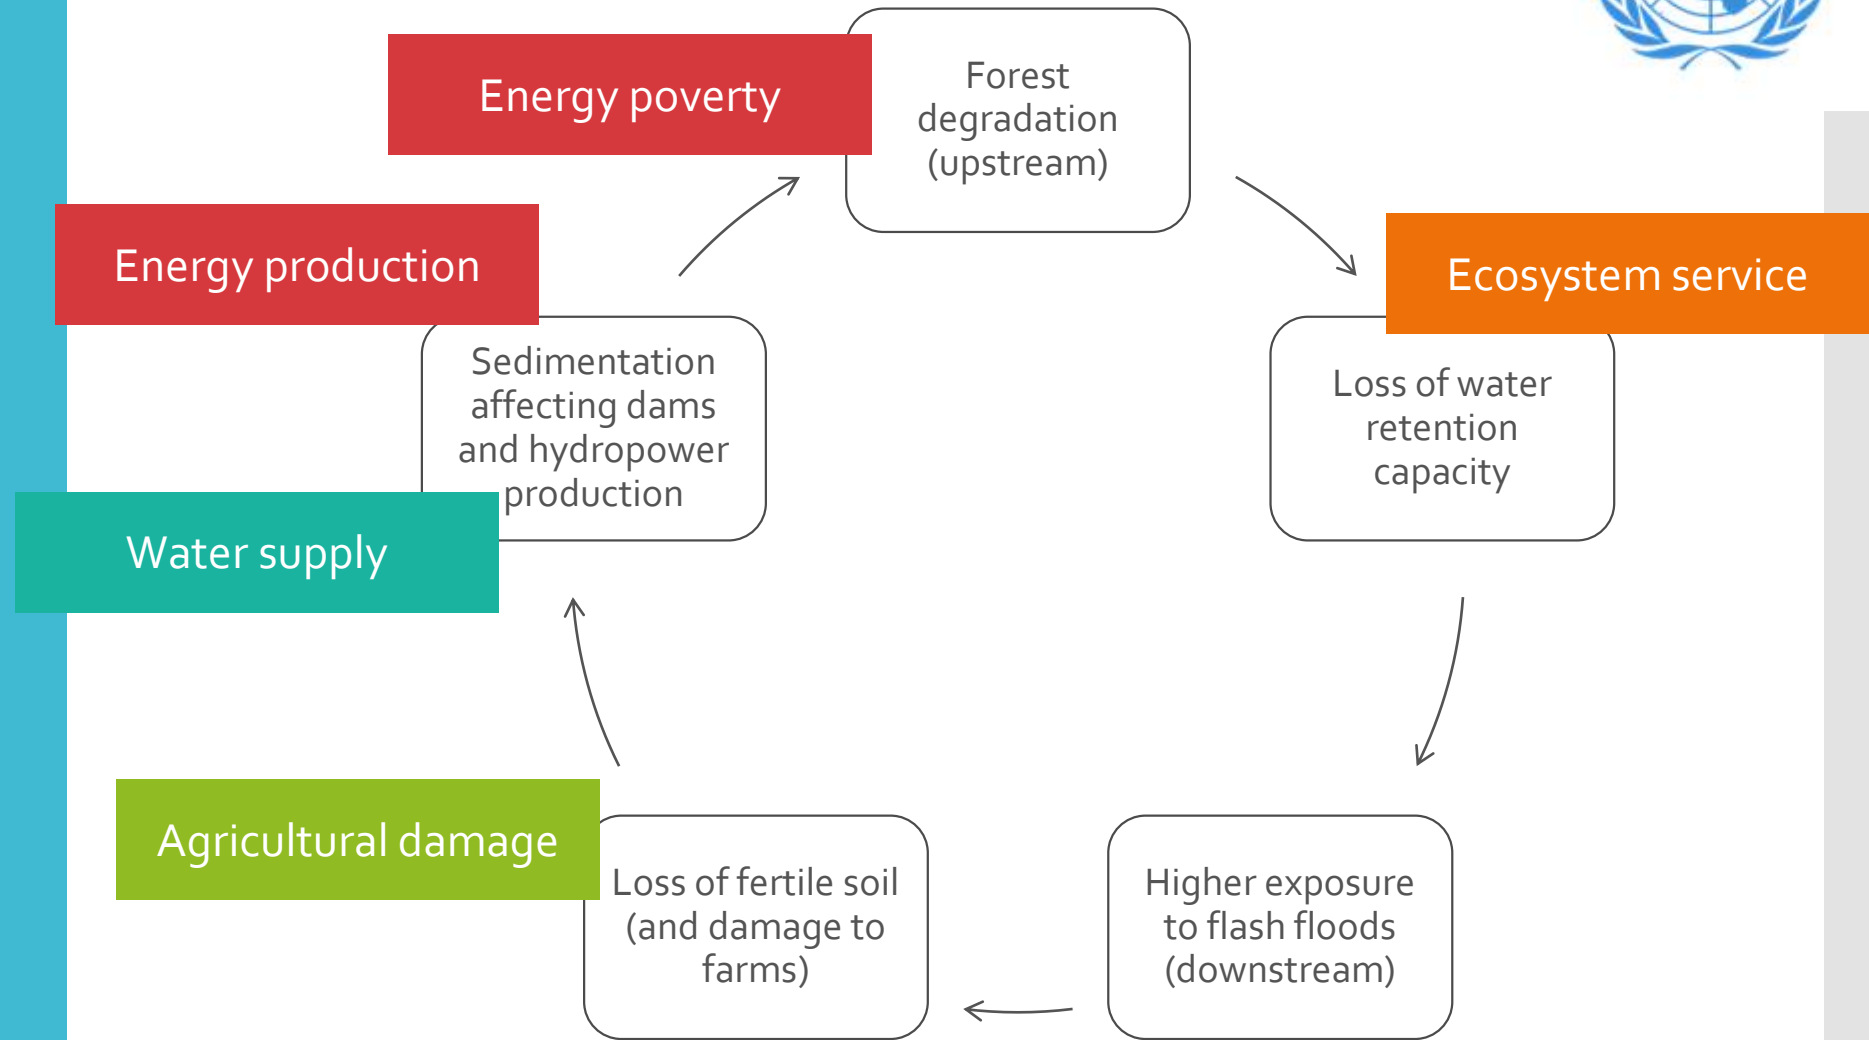 Energy poverty
Forest
degradation
(upstream)
Energy production
Ecosystem service
Sedimentation
affecting dams
and hydropower
production
Loss of water
retention
capacity
Water supply
Agricultural damage
Loss of fertile soil
(and damage to
farms)
Higher exposure
to flash floods
(downstream)